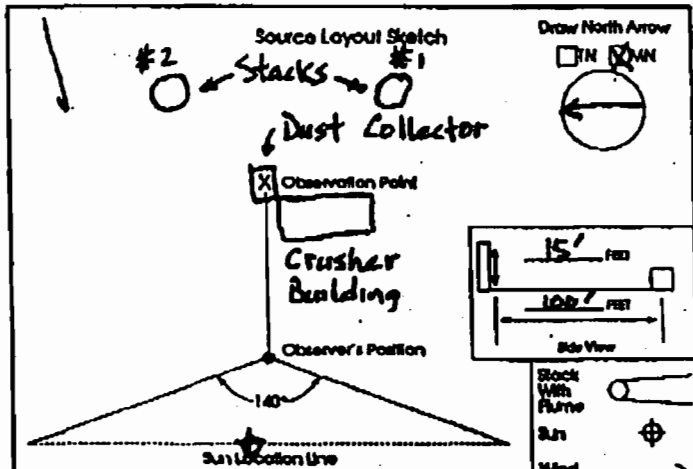 Source Layout Sketch
Draw North Arrow
TN MN
#2 Stacks #1
Dust Collector
X Observation Point
Crusher
Building
15' FEET
100' FEET
Side View
Observer's Position
140°
Sun Location Line
Stack
With
Plume
Sun
Wind